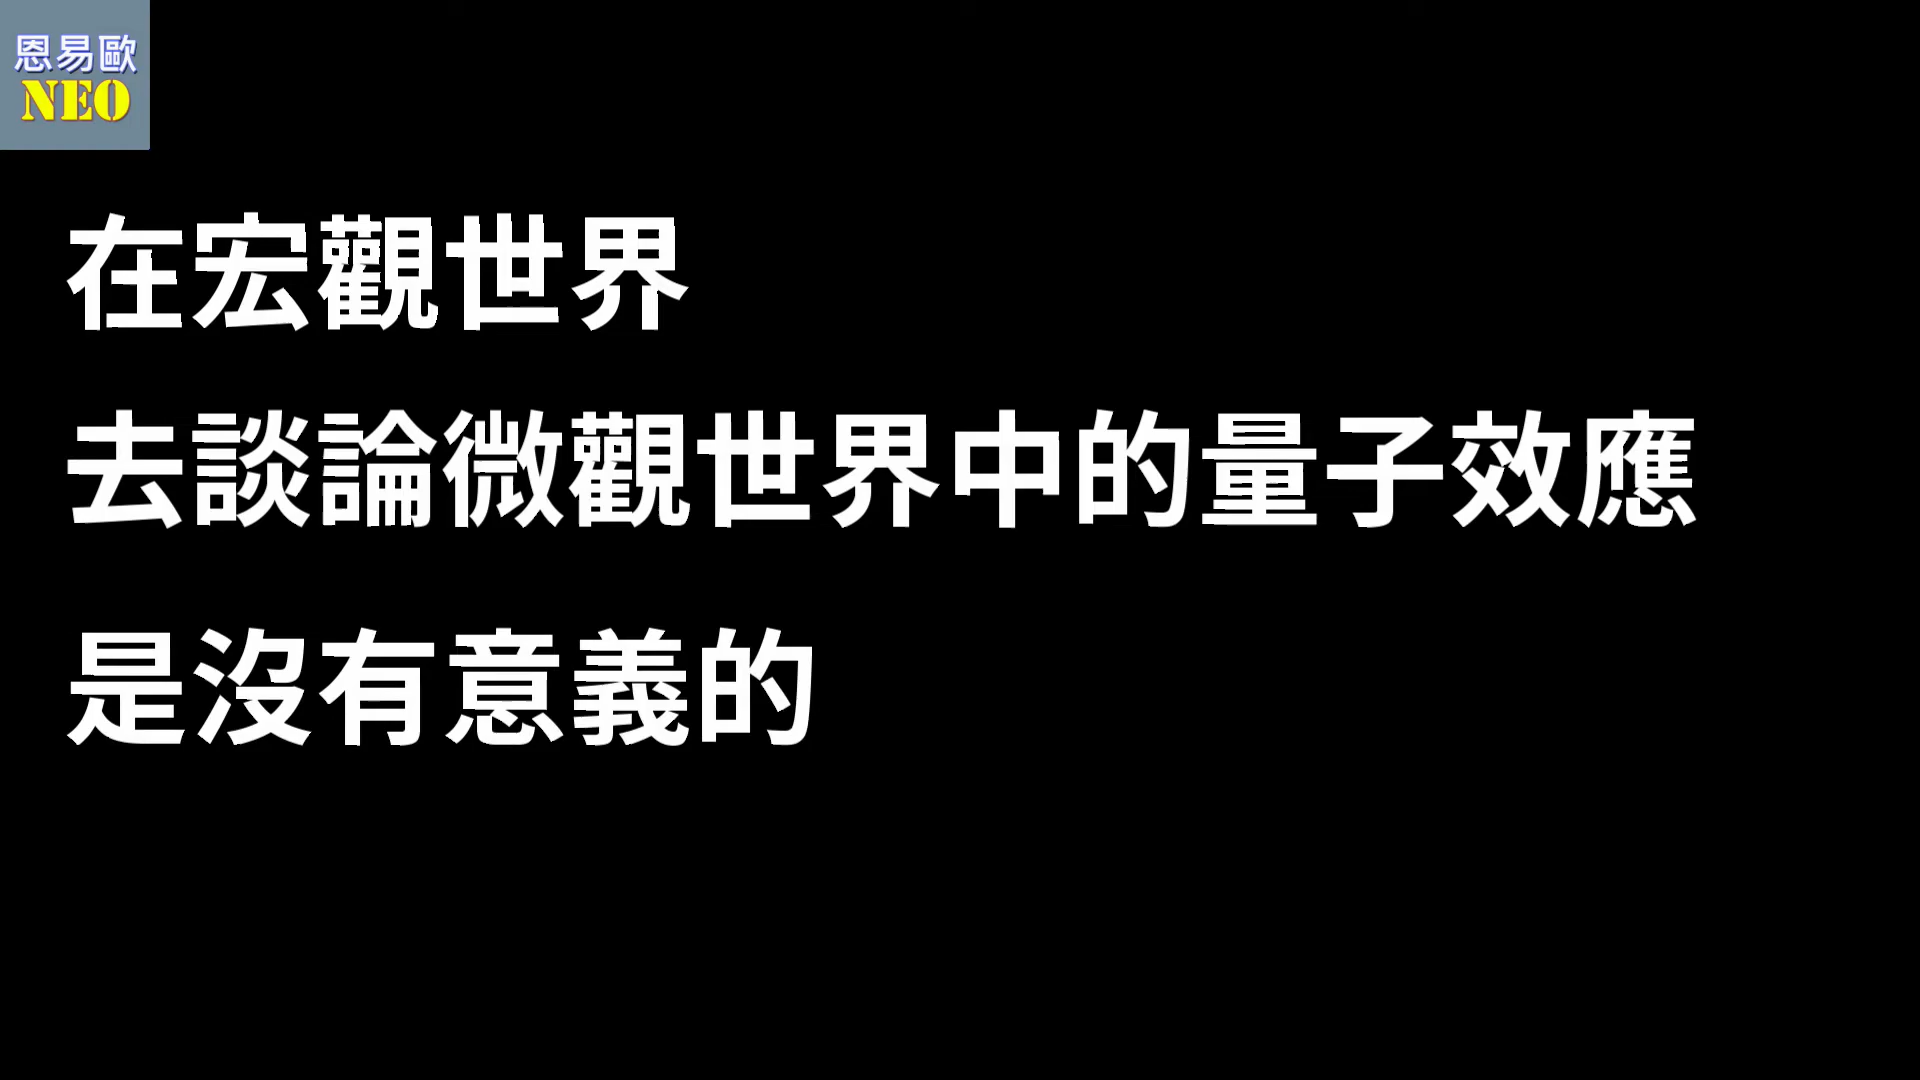 恩易歐
NEO
在宏觀世界
去談論微觀世界中的量子效應
是沒有意義的